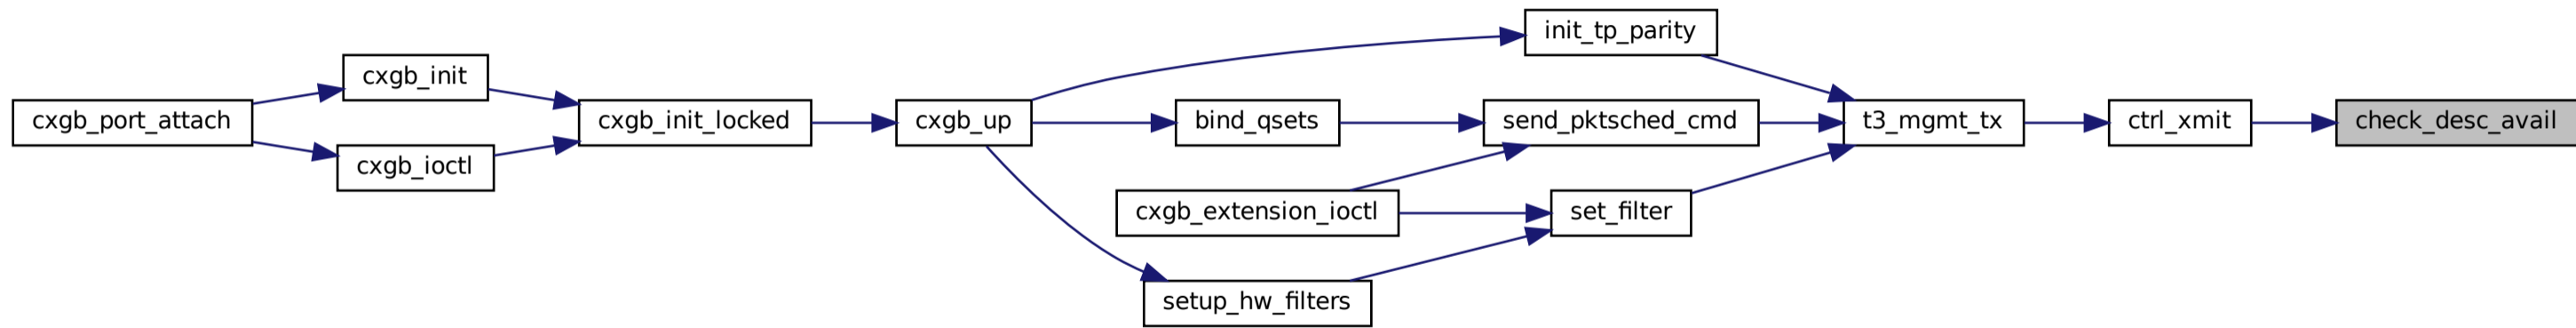 init_tp_parity
cxgb_init
cxgb_port_attach
cxgb_init_locked
cxgb_up
bind_qsets
send_pktsched_cmd
t3_mgmt_tx
ctrl_xmit
check_desc_avail
cxgb_ioctl
cxgb_extension_ioctl
set_filter
setup_hw_filters